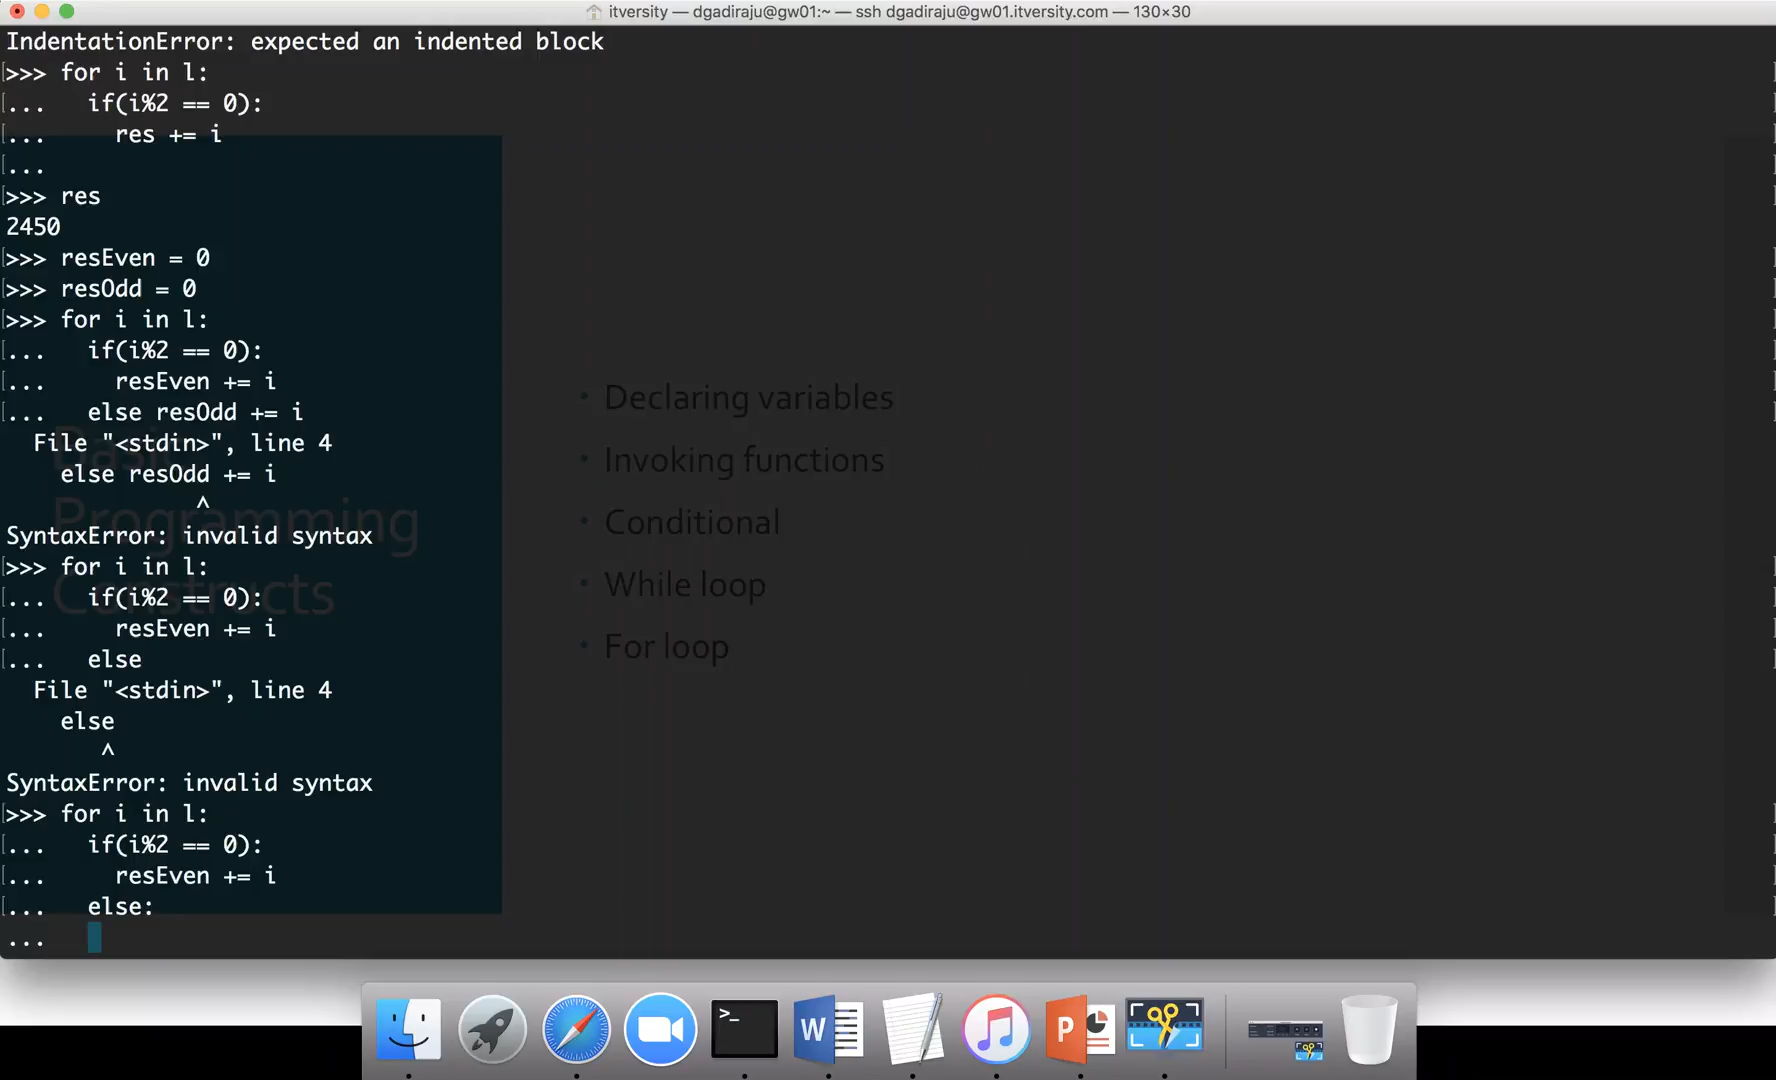 itversity — dgadiraju@gw01:~ — ssh dgadiraju@gw01.itversity.com — 130×30
IndentationError: expected an indented block
>>> for i in l:
...   if(i%2 == 0):
...     res += i
...
>>> res
2450
>>> resEven = 0
>>> resOdd = 0
>>> for i in l:
...   if(i%2 == 0):
...     resEven += i
...   else resOdd += i
  File "<stdin>", line 4
    else resOdd += i
              ^
SyntaxError: invalid syntax
>>> for i in l:
...   if(i%2 == 0):
...     resEven += i
...   else
  File "<stdin>", line 4
    else
       ^
SyntaxError: invalid syntax
>>> for i in l:
...   if(i%2 == 0):
...     resEven += i
...   else:
...
Basic
Programming
Constructs
• Declaring variables
• Invoking functions
• Conditional
• While loop
• For loop
>_
W
P